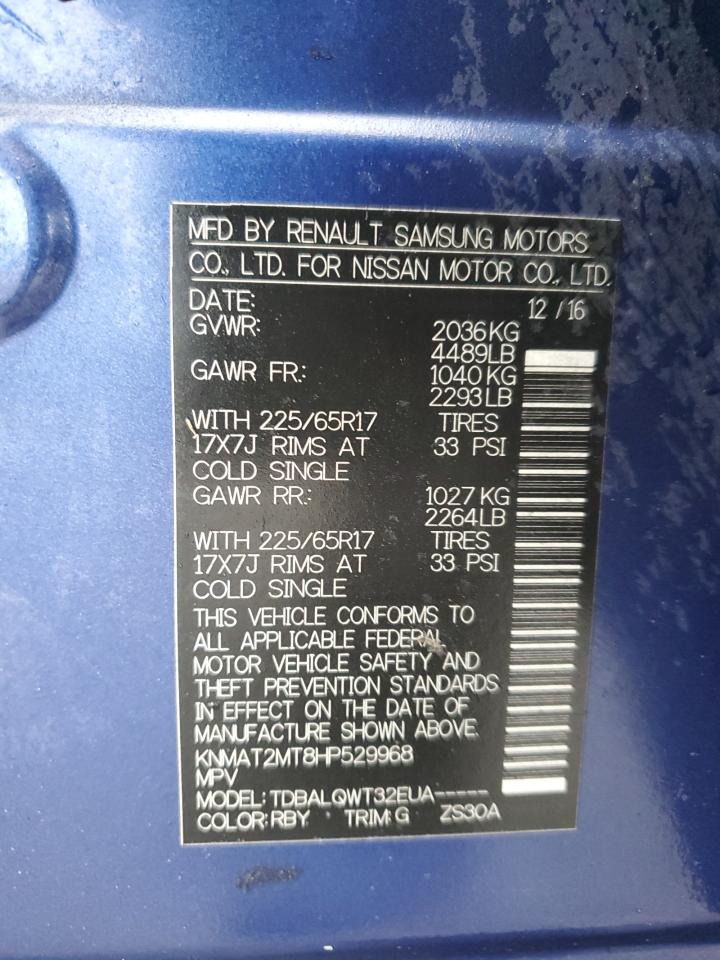 MFD BY RENAULT SAMSUNG MOTORS
CO., LTD. FOR NISSAN MOTOR CO., LTD.
DATE: 12 / 16
GVWR: 2036 KG
4489 LB
GAWR FR.: 1040 KG
2293 LB
WITH 225/65R17 TIRES
17X7J RIMS AT 33 PSI
COLD SINGLE
GAWR RR.: 1027 KG
2264 LB
WITH 225/65R17 TIRES
17X7J RIMS AT 33 PSI
COLD SINGLE
THIS VEHICLE CONFORMS TO
ALL APPLICABLE FEDERAL
MOTOR VEHICLE SAFETY AND
THEFT PREVENTION STANDARDS
IN EFFECT ON THE DATE OF
MANUFACTURE SHOWN ABOVE.
KNMAT2MT8HP529968
MPV
MODEL: TDBALQWT32EUA-----
COLOR: RBY TRIM: G ZS30A